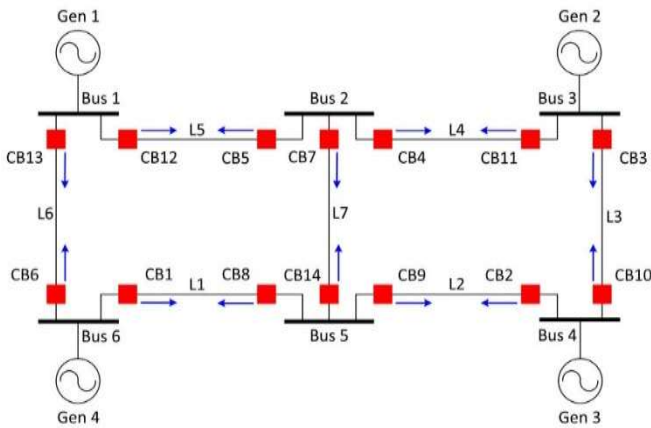 Gen 1
Gen 2
Bus 1
Bus 2
Bus 3
L5
L4
CB13
CB12
CB5
CB7
CB4
CB11
CB3
L6
L7
L3
CB6
CB1
CB8
CB14
CB9
CB2
CB10
L1
L2
Bus 6
Bus 5
Bus 4
Gen 4
Gen 3